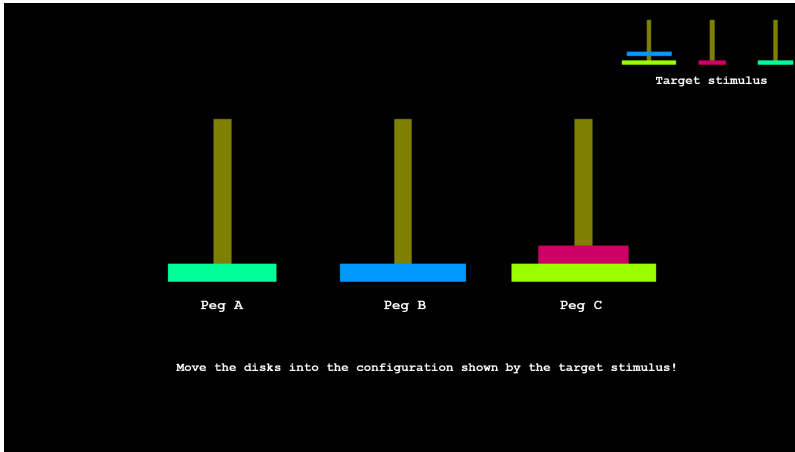 Target stimulus
Peg A Peg B Peg C
Move the disks into the configuration shown by the target stimulus!